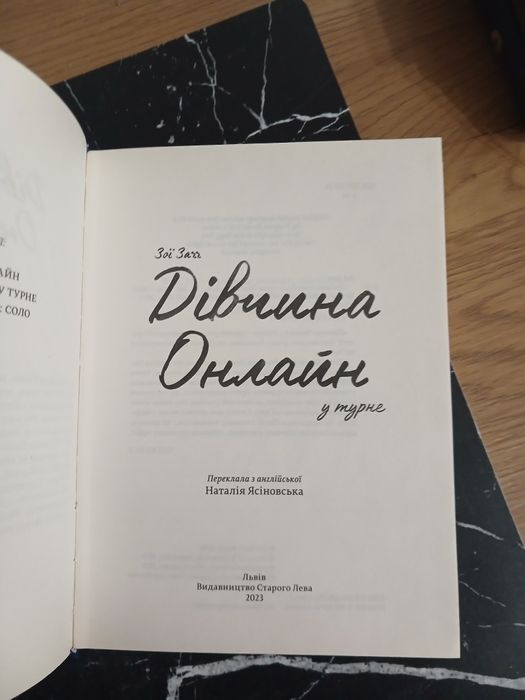 АЙН
У ТУРНЕ
СОЛО
Зої Заґґ
Дівчина
Онлайн
у турне
Переклала з англійської
Наталія Ясіновська
Львів
Видавництво Старого Лева
2023